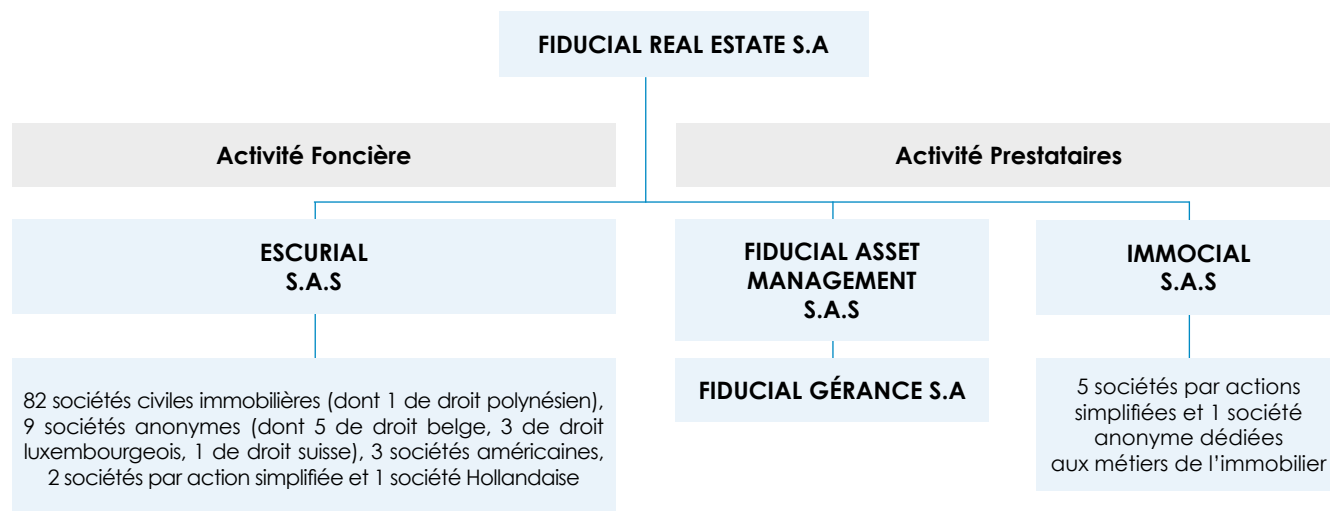 FIDUCIAL REAL ESTATE S.A
Activité Foncière
Activité Prestataires
ESCURIAL
S.A.S
FIDUCIAL ASSET
MANAGEMENT
S.A.S
IMMOCIAL
S.A.S
82 sociétés civiles immobilières (dont 1 de droit polynésien),
9 sociétés anonymes (dont 5 de droit belge, 3 de droit
luxembourgeois, 1 de droit suisse), 3 sociétés américaines,
2 sociétés par action simplifiée et 1 société Hollandaise
FIDUCIAL GÉRANCE S.A
5 sociétés par actions
simplifiées et 1 société
anonyme dédiées
aux métiers de l’immobilier